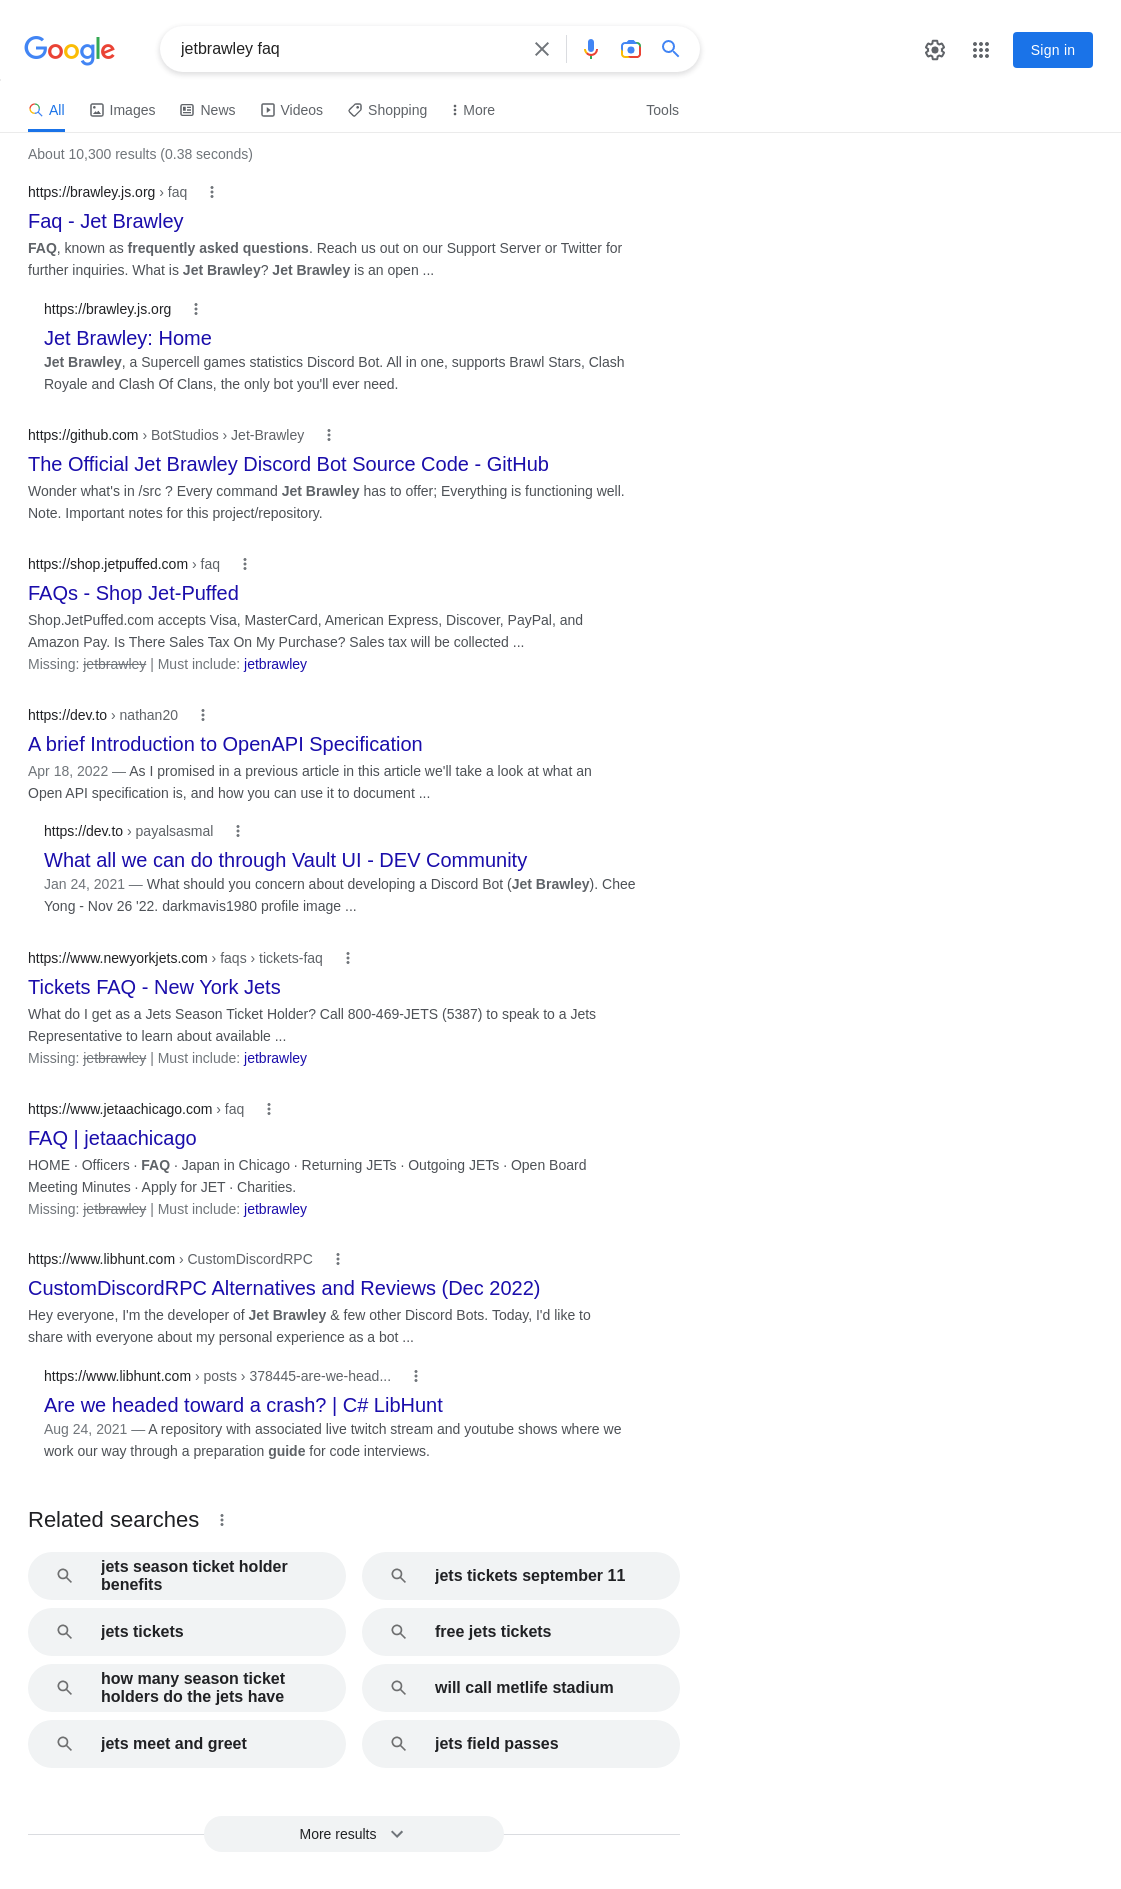 Google
jetbrawley faq
Sign in
All
Images
News
Videos
Shopping
More
Tools
About 10,300 results (0.38 seconds)
https://brawley.js.org › faq
Faq - Jet Brawley
FAQ, known as frequently asked questions. Reach us out on our Support Server or Twitter for
further inquiries. What is Jet Brawley? Jet Brawley is an open ...
https://brawley.js.org
Jet Brawley: Home
Jet Brawley, a Supercell games statistics Discord Bot. All in one, supports Brawl Stars, Clash
Royale and Clash Of Clans, the only bot you'll ever need.
https://github.com › BotStudios › Jet-Brawley
The Official Jet Brawley Discord Bot Source Code - GitHub
Wonder what's in /src ? Every command Jet Brawley has to offer; Everything is functioning well.
Note. Important notes for this project/repository.
https://shop.jetpuffed.com › faq
FAQs - Shop Jet-Puffed
Shop.JetPuffed.com accepts Visa, MasterCard, American Express, Discover, PayPal, and
Amazon Pay. Is There Sales Tax On My Purchase? Sales tax will be collected ...
Missing: jetbrawley | Must include: jetbrawley
https://dev.to › nathan20
A brief Introduction to OpenAPI Specification
Apr 18, 2022 — As I promised in a previous article in this article we'll take a look at what an
Open API specification is, and how you can use it to document ...
https://dev.to › payalsasmal
What all we can do through Vault UI - DEV Community
Jan 24, 2021 — What should you concern about developing a Discord Bot (Jet Brawley). Chee
Yong - Nov 26 '22. darkmavis1980 profile image ...
https://www.newyorkjets.com › faqs › tickets-faq
Tickets FAQ - New York Jets
What do I get as a Jets Season Ticket Holder? Call 800-469-JETS (5387) to speak to a Jets
Representative to learn about available ...
Missing: jetbrawley | Must include: jetbrawley
https://www.jetaachicago.com › faq
FAQ | jetaachicago
HOME · Officers · FAQ · Japan in Chicago · Returning JETs · Outgoing JETs · Open Board
Meeting Minutes · Apply for JET · Charities.
Missing: jetbrawley | Must include: jetbrawley
https://www.libhunt.com › CustomDiscordRPC
CustomDiscordRPC Alternatives and Reviews (Dec 2022)
Hey everyone, I'm the developer of Jet Brawley & few other Discord Bots. Today, I'd like to
share with everyone about my personal experience as a bot ...
https://www.libhunt.com › posts › 378445-are-we-head...
Are we headed toward a crash? | C# LibHunt
Aug 24, 2021 — A repository with associated live twitch stream and youtube shows where we
work our way through a preparation guide for code interviews.
Related searches
jets season ticket holder
benefits
jets tickets september 11
jets tickets
free jets tickets
how many season ticket
holders do the jets have
will call metlife stadium
jets meet and greet
jets field passes
More results